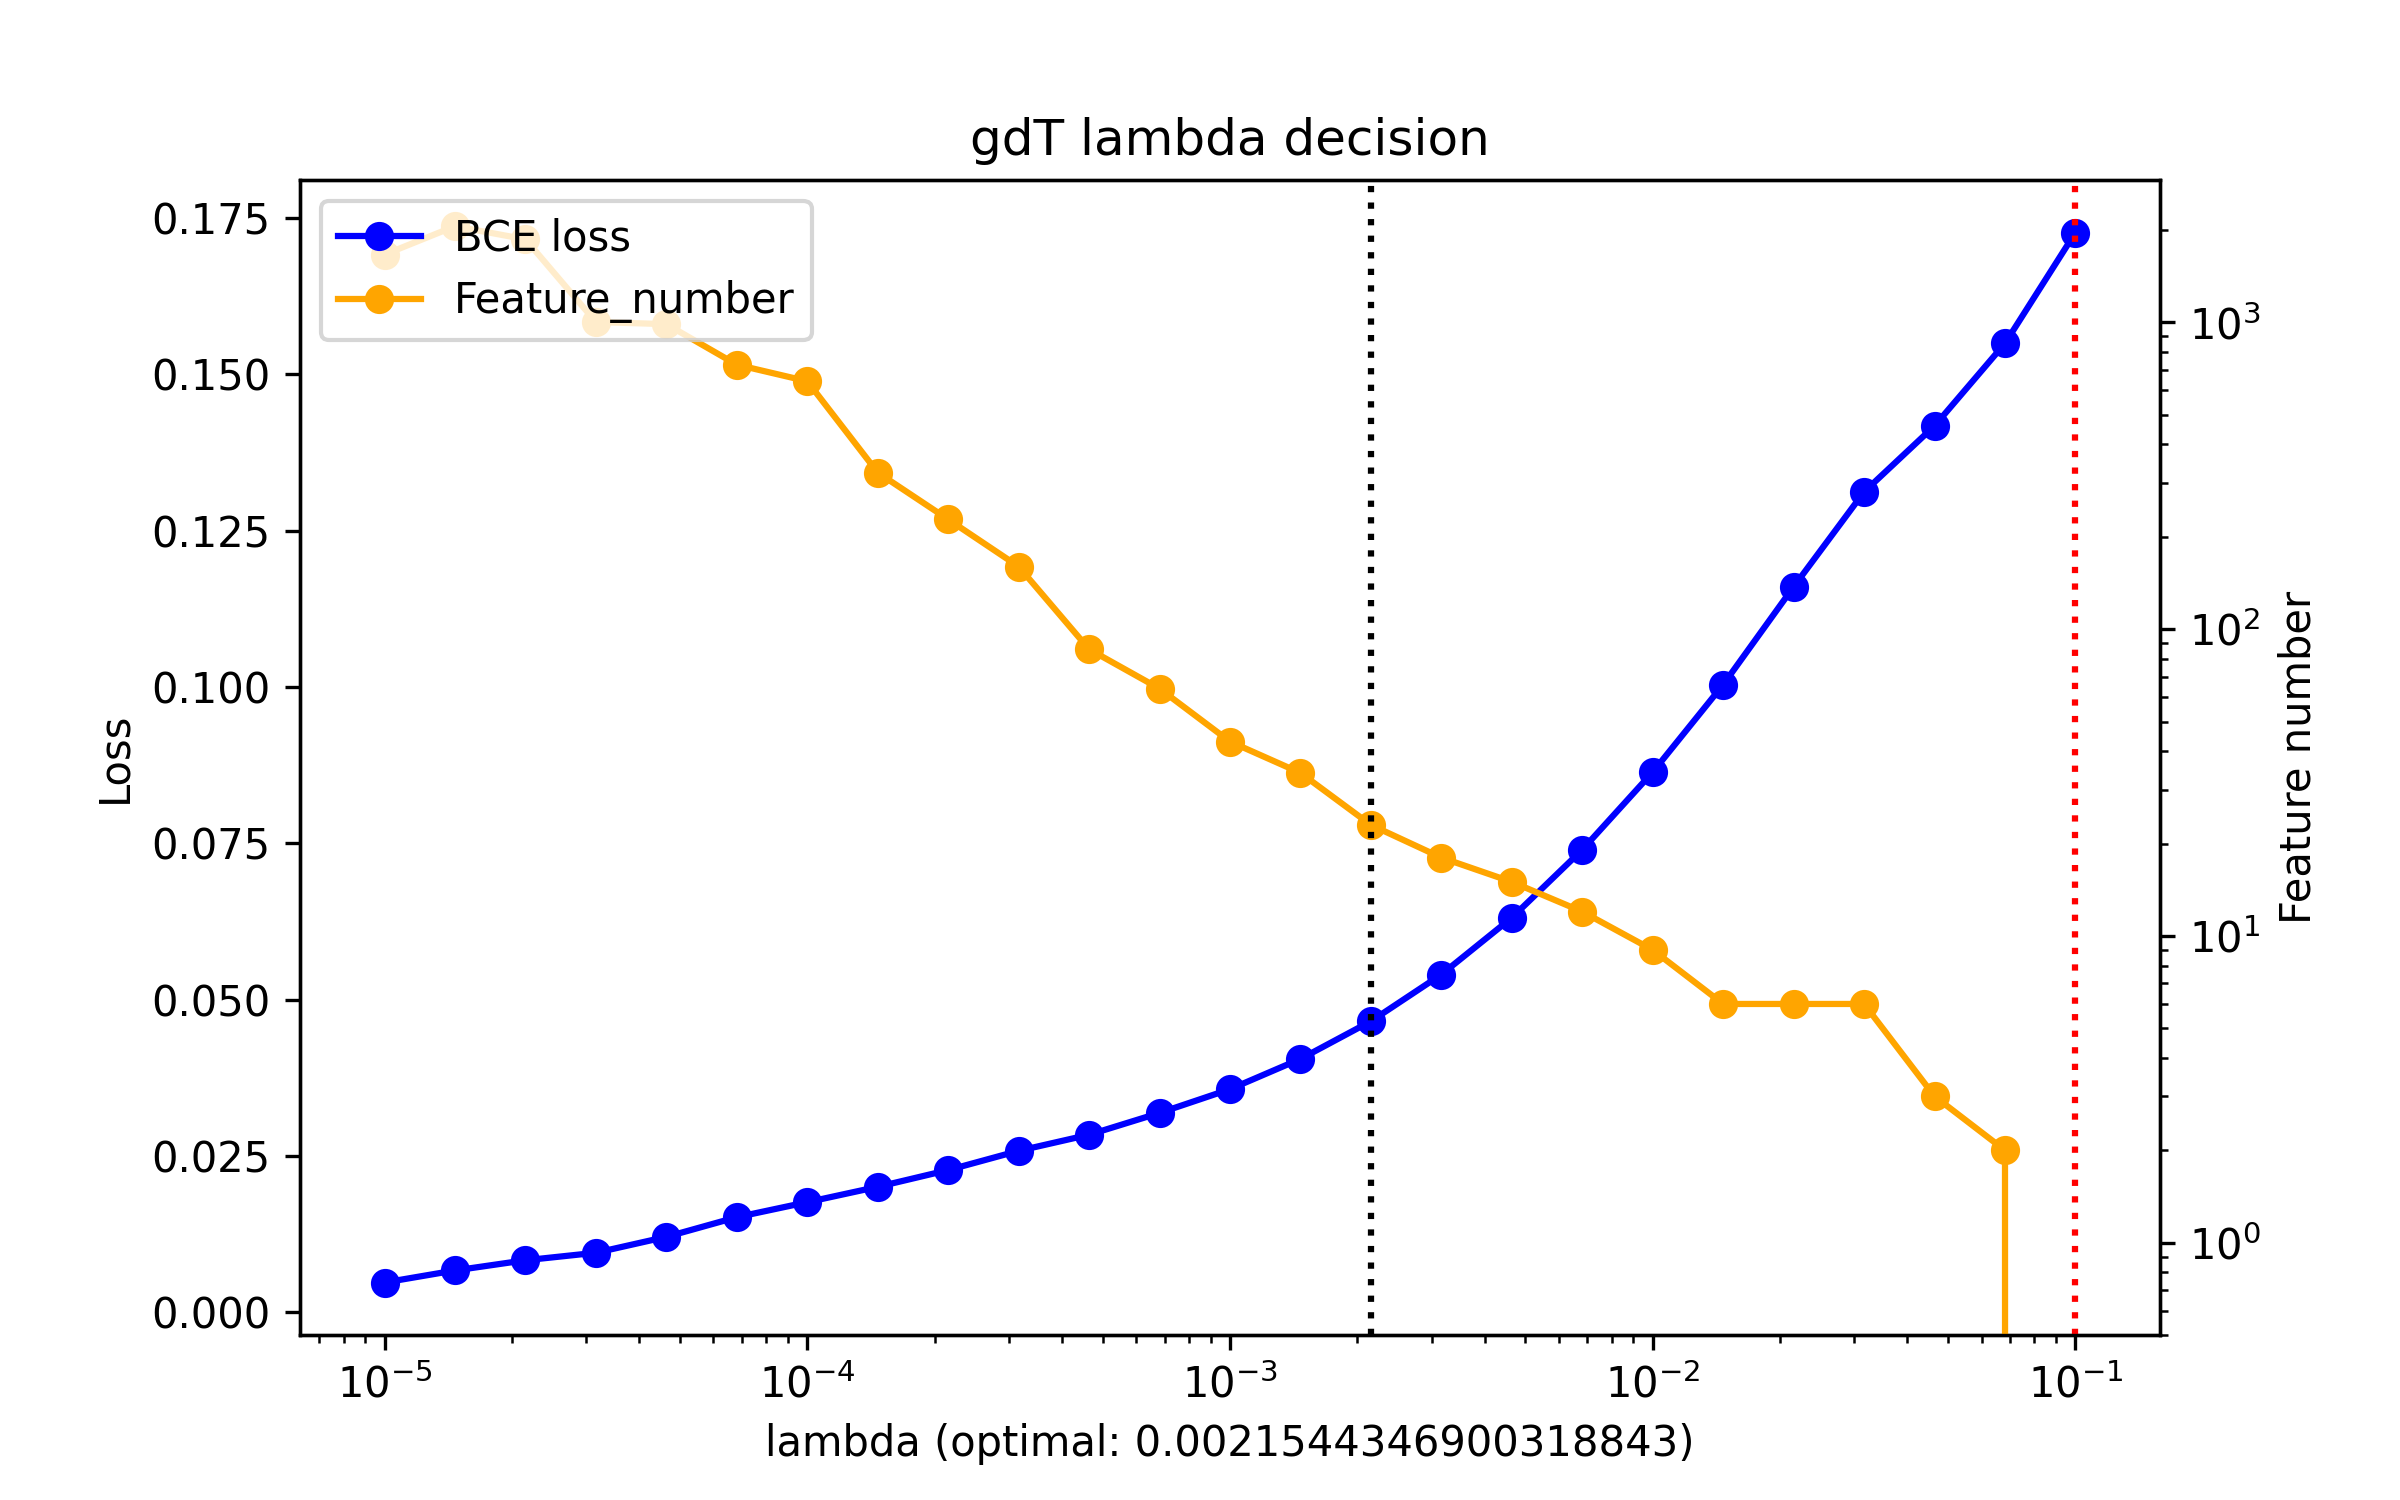 gdT lambda decision
BCE loss
Feature_number
0.175
0.150
0.125
0.100
0.075
0.050
0.025
0.000
Loss
10³
10²
10¹
10⁰
Feature number
10⁻⁵ 10⁻⁴ 10⁻³ 10⁻² 10⁻¹
lambda (optimal: 0.0021544346900318843)